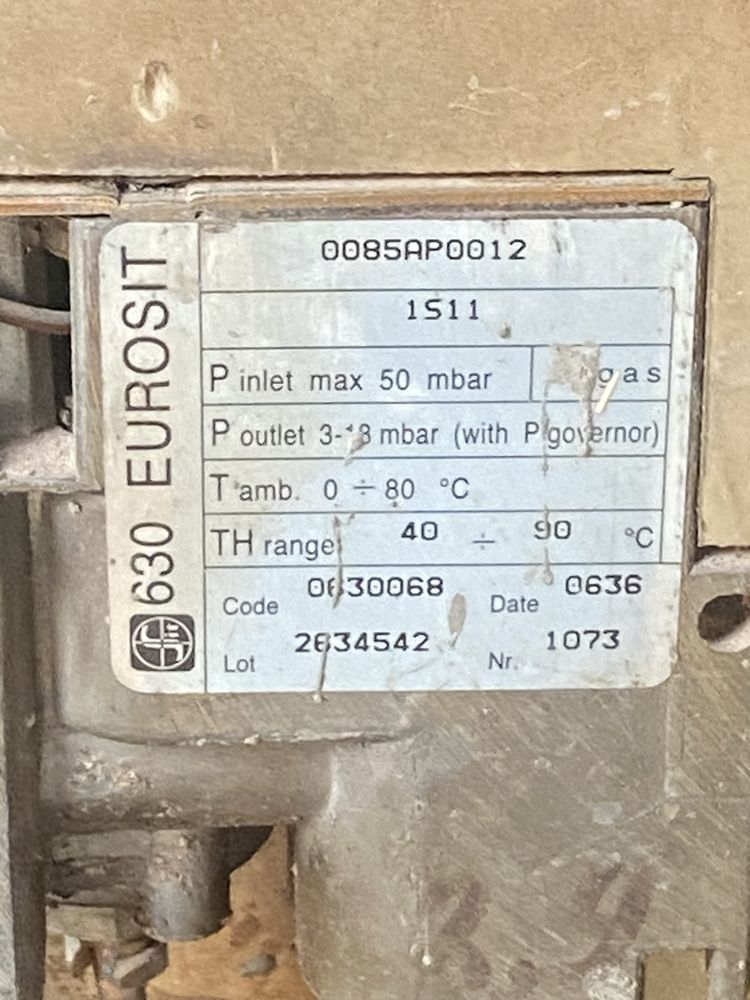 630 EUROSIT
0085AP0012
1S11
P inlet max 50 mbar gas
P outlet 3-18 mbar (with P governor)
T amb. 0 ÷ 80 °C
TH range 40 ÷ 90 °C
Code 0630068 Date 0636
Lot 2634542 Nr. 1073